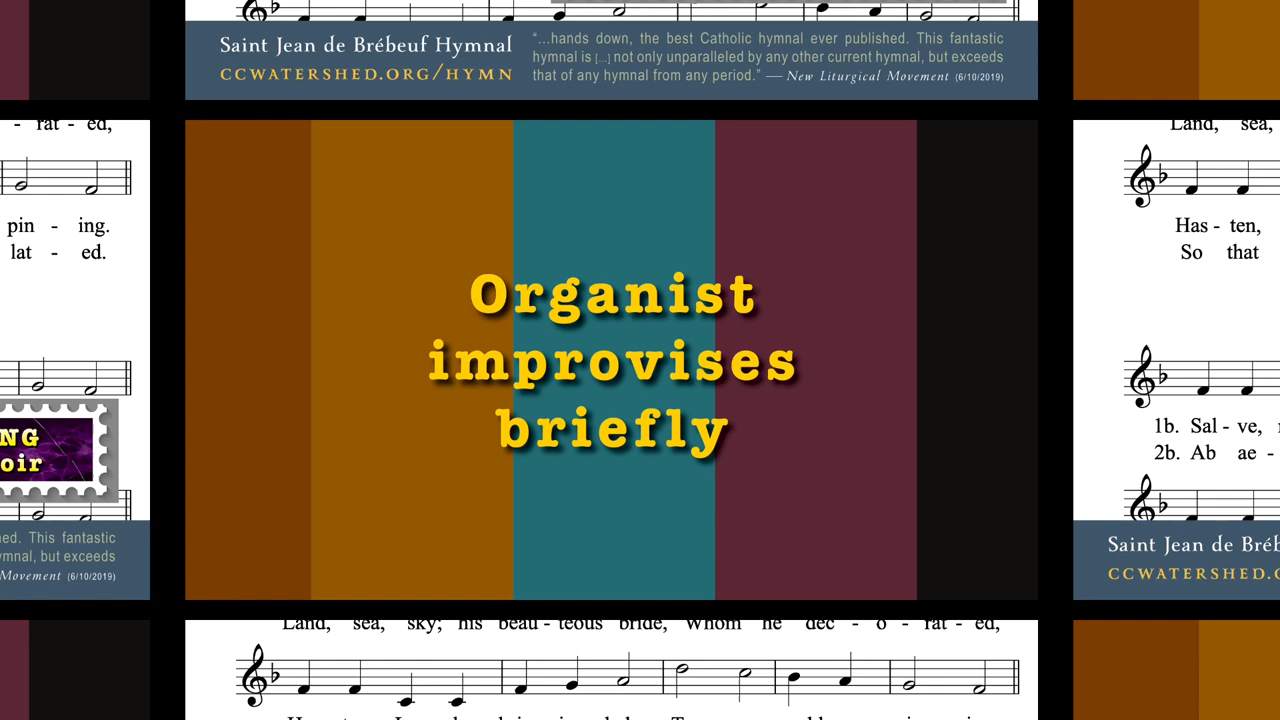 Saint Jean de Brébeuf Hymnal
CCWATERSHED.ORG/HYMN
“...hands down, the best Catholic hymnal ever published. This fantastic
hymnal is [...] not only unparalleled by any other current hymnal, but exceeds
that of any hymnal from any period.” — New Liturgical Movement (6/10/2019)
- rat - ed,
pin - ing.
lat - ed.
NG
oir
hed. This fantastic
ymnal, but exceeds
Movement (6/10/2019)
Organist
improvises
briefly
Land, sea,
Has - ten,
So that
1b. Sal - ve,
2b. Ab ae -
Saint Jean de Bréb
CCWATERSHED.O
Land, sea, sky; his beau - teous bride, Whom he dec - o - rat - ed,